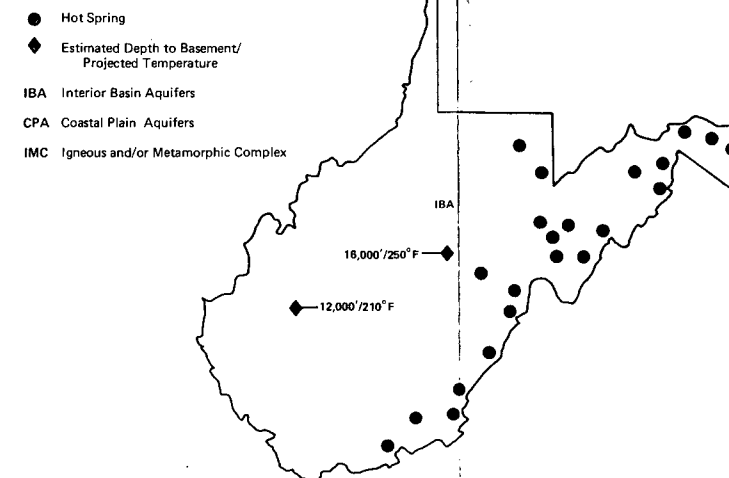 Hot Spring
Estimated Depth to Basement/
Projected Temperature
IBA Interior Basin Aquifers
CPA Coastal Plain Aquifers
IMC Igneous and/or Metamorphic Complex
IBA
16,000'/250°F
12,000'/210°F